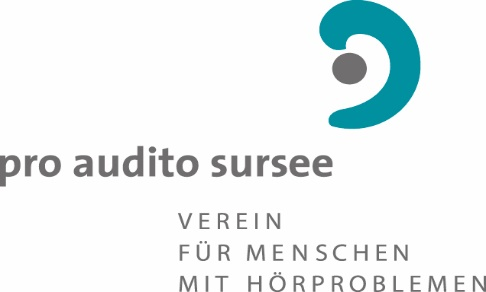 pro audito sursee
VEREIN
FÜR MENSCHEN
MIT HÖRPROBLEMEN